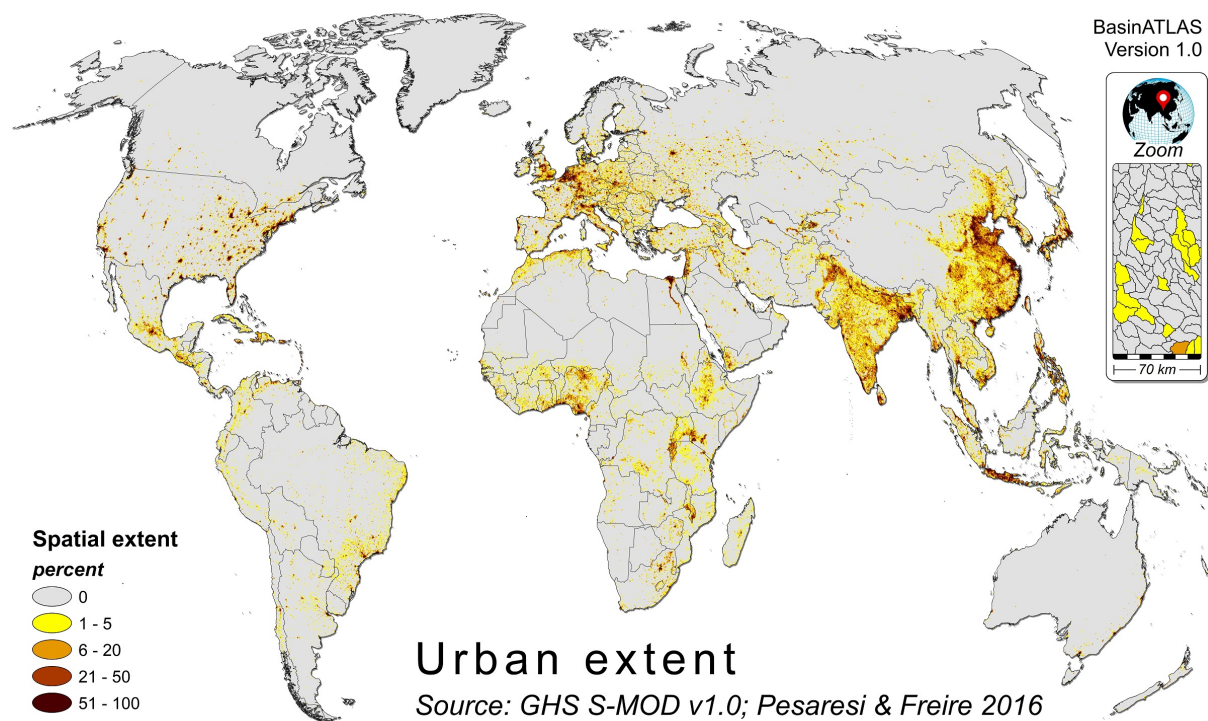 BasinATLAS
Version 1.0
Zoom
70 km
Spatial extent
percent
0
1 - 5
6 - 20
21 - 50
51 - 100
Urban extent
Source: GHS S-MOD v1.0; Pesaresi & Freire 2016